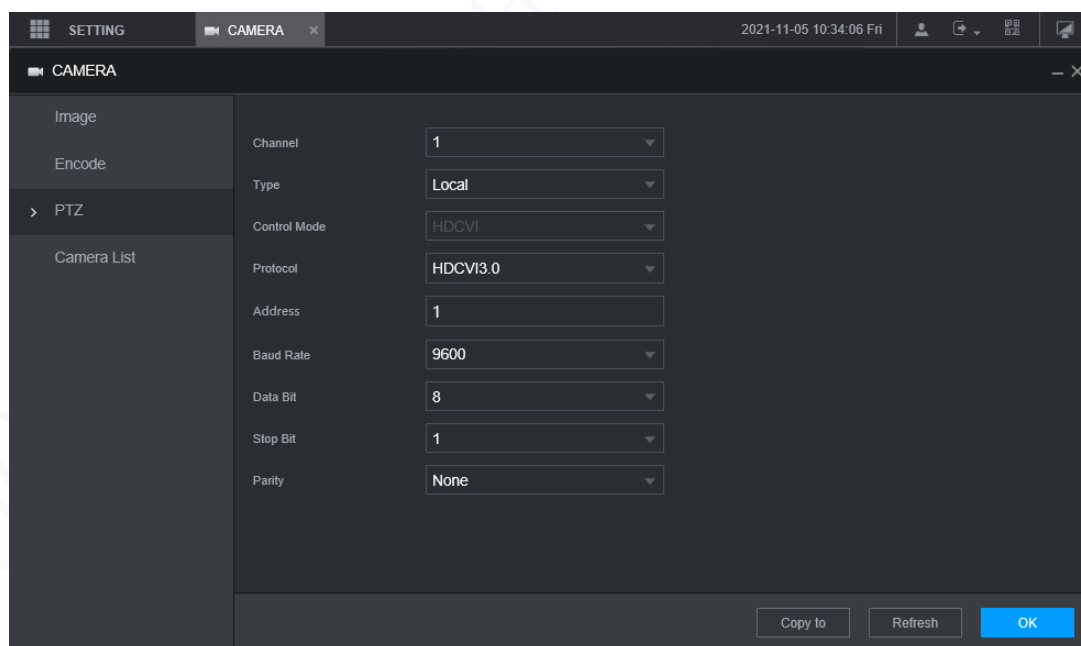 SETTING CAMERA × 2021-11-05 10:34:06 Fri
CAMERA
Image
Encode
PTZ
Camera List
Channel 1
Type Local
Control Mode HDCVI
Protocol HDCVI3.0
Address 1
Baud Rate 9600
Data Bit 8
Stop Bit 1
Parity None
Copy to Refresh OK